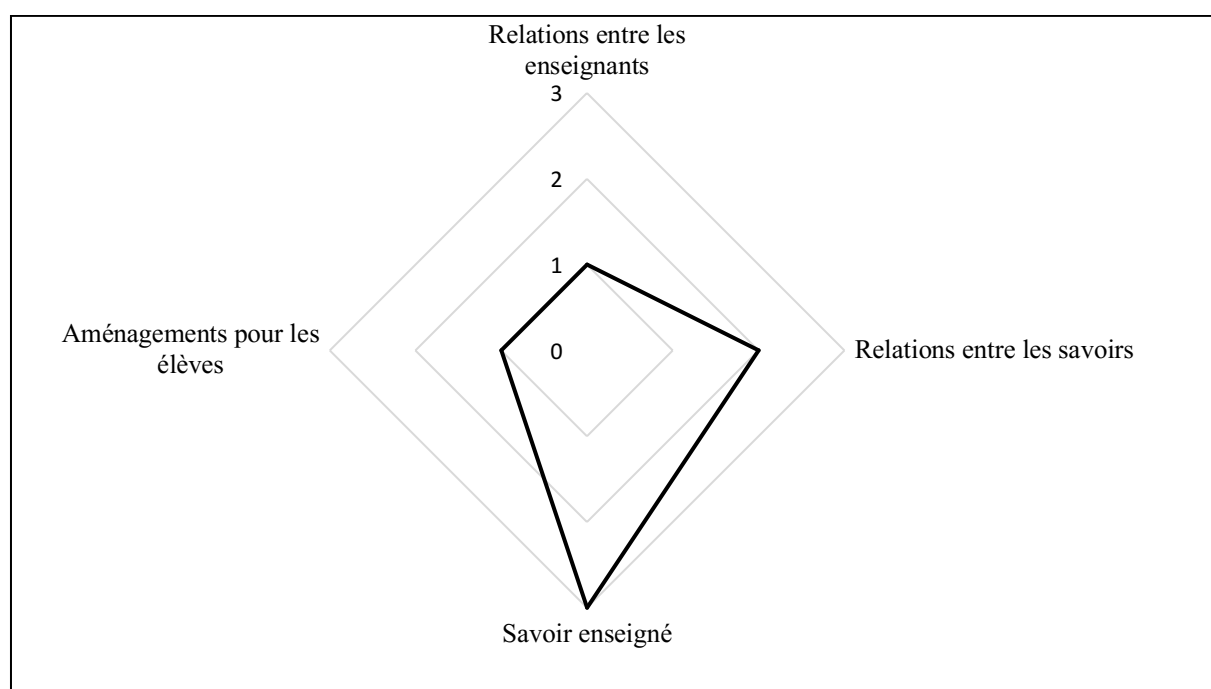 Relations entre les
enseignants
3
2
1
Aménagements pour les
élèves
0
Relations entre les savoirs
Savoir enseigné